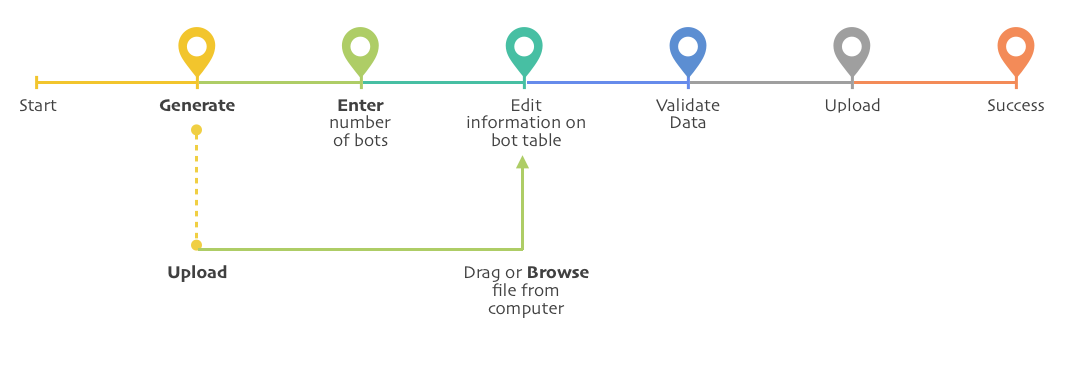 Start
Generate
Enter
number
of bots
Edit
information on
bot table
Validate
Data
Upload
Success
Upload
Drag or Browse
file from
computer